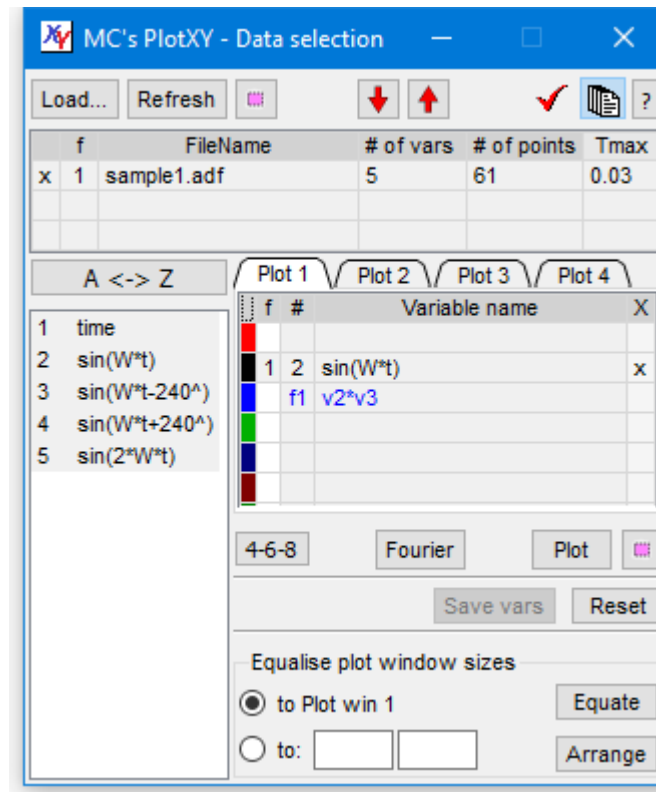 MC's PlotXY - Data selection
Load... Refresh ?
f FileName # of vars # of points Tmax
x 1 sample1.adf 5 61 0.03
A <-> Z
1 time
2 sin(W*t)
3 sin(W*t-240^)
4 sin(W*t+240^)
5 sin(2*W*t)
Plot 1 Plot 2 Plot 3 Plot 4
f # Variable name X
1 2 sin(W*t) x
f1 v2*v3
4-6-8 Fourier Plot
Save vars Reset
Equalise plot window sizes
to Plot win 1 Equate
to: Arrange